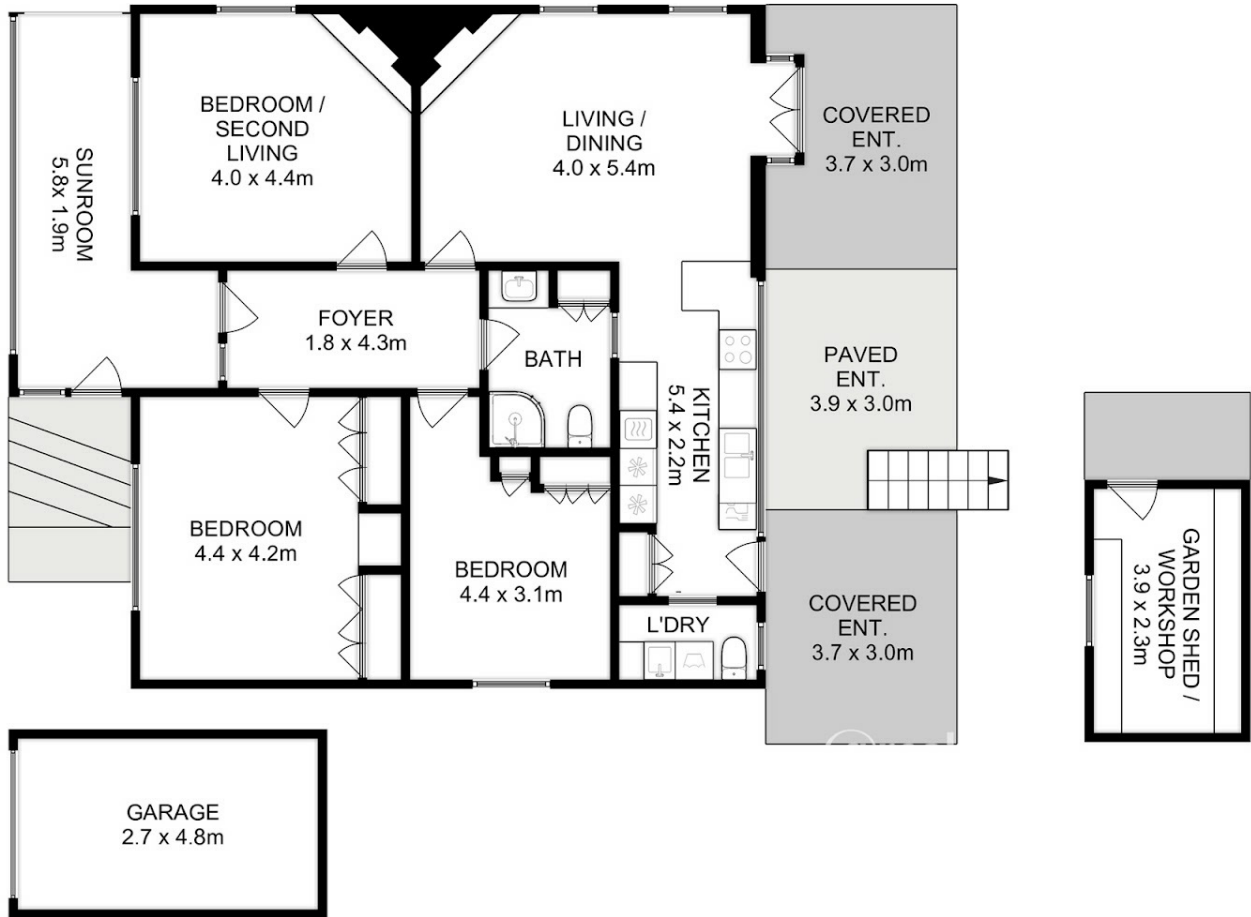 BEDROOM /
SECOND
LIVING
4.0 x 4.4m
LIVING /
DINING
4.0 x 5.4m
COVERED
ENT.
3.7 x 3.0m
SUNROOM
5.8x 1.9m
FOYER
1.8 x 4.3m
BATH
KITCHEN
5.4 x 2.2m
PAVED
ENT.
3.9 x 3.0m
BEDROOM
4.4 x 4.2m
BEDROOM
4.4 x 3.1m
L'DRY
COVERED
ENT.
3.7 x 3.0m
GARDEN SHED /
WORKSHOP
3.9 x 2.3m
GARAGE
2.7 x 4.8m